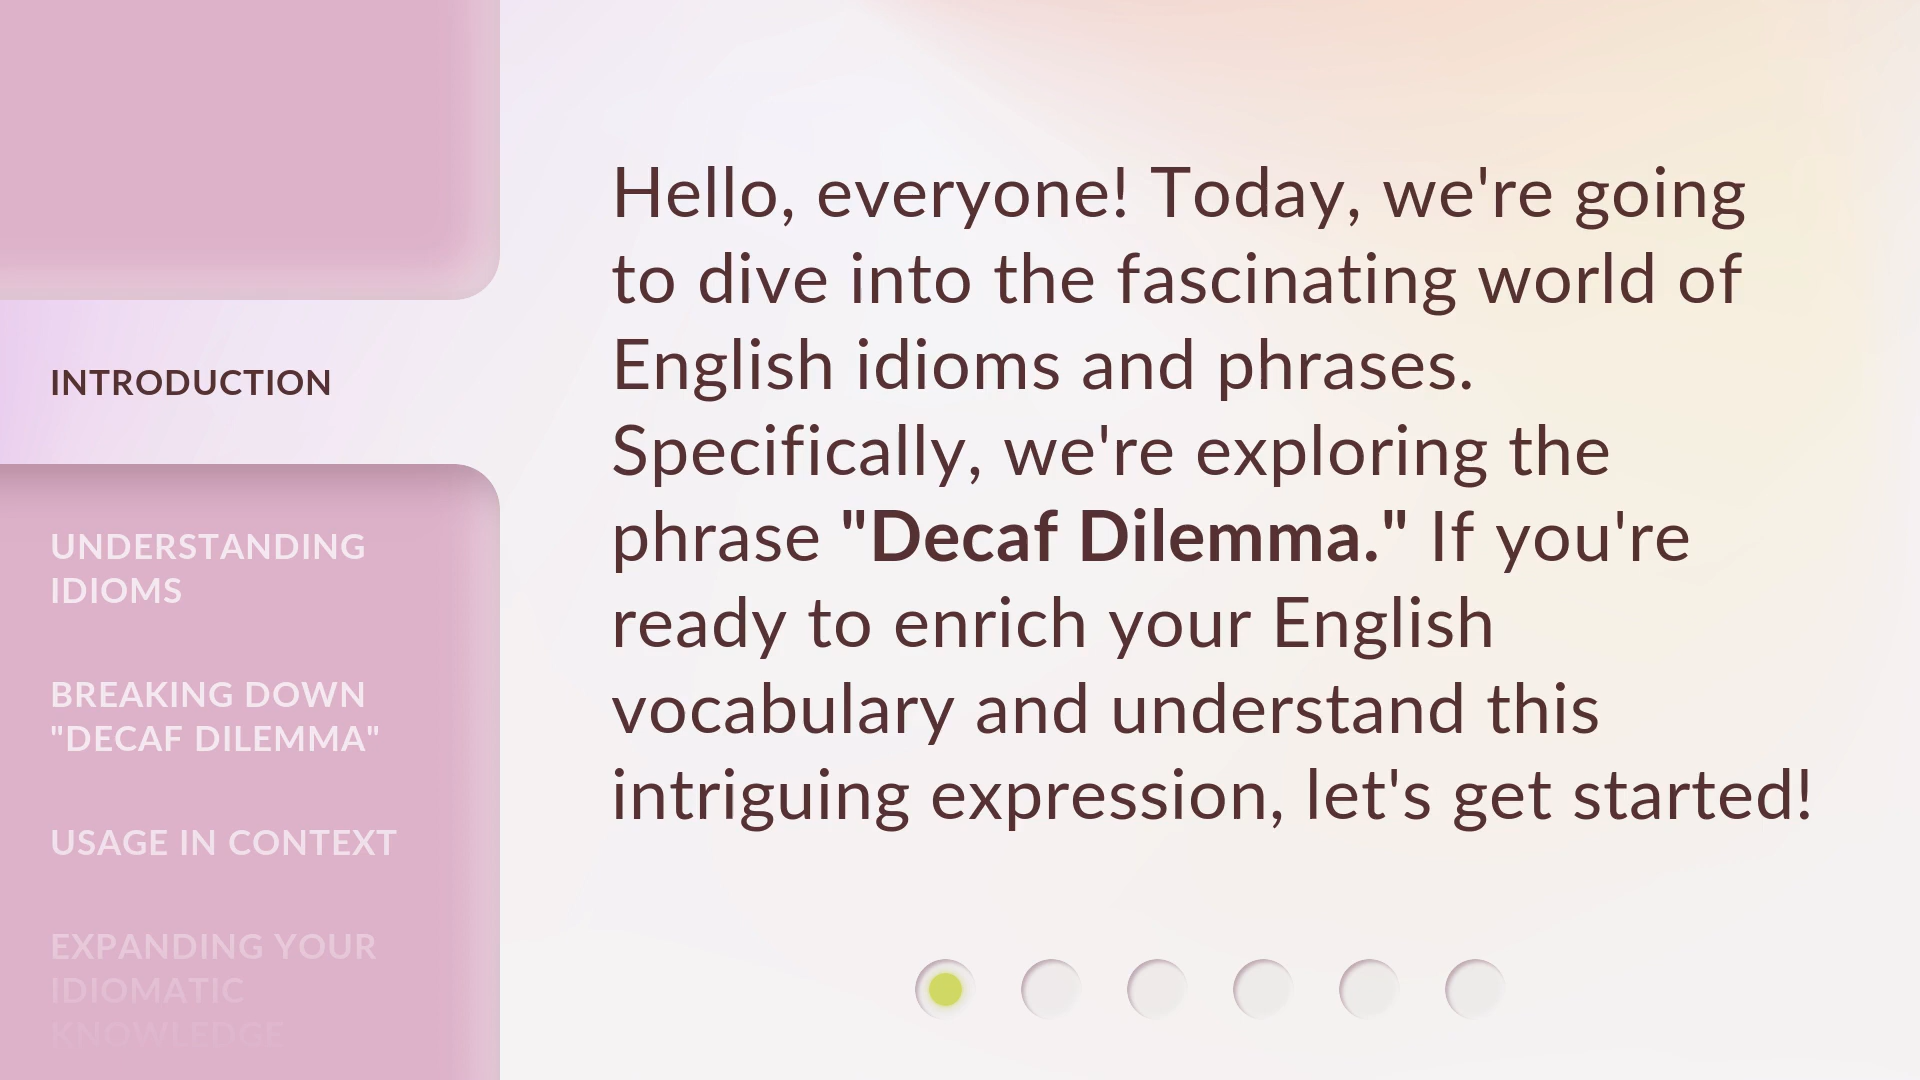 INTRODUCTION
UNDERSTANDING
IDIOMS
BREAKING DOWN
"DECAF DILEMMA"
USAGE IN CONTEXT
EXPANDING YOUR
IDIOMATIC
KNOWLEDGE
Hello, everyone! Today, we're going
to dive into the fascinating world of
English idioms and phrases.
Specifically, we're exploring the
phrase "Decaf Dilemma." If you're
ready to enrich your English
vocabulary and understand this
intriguing expression, let's get started!